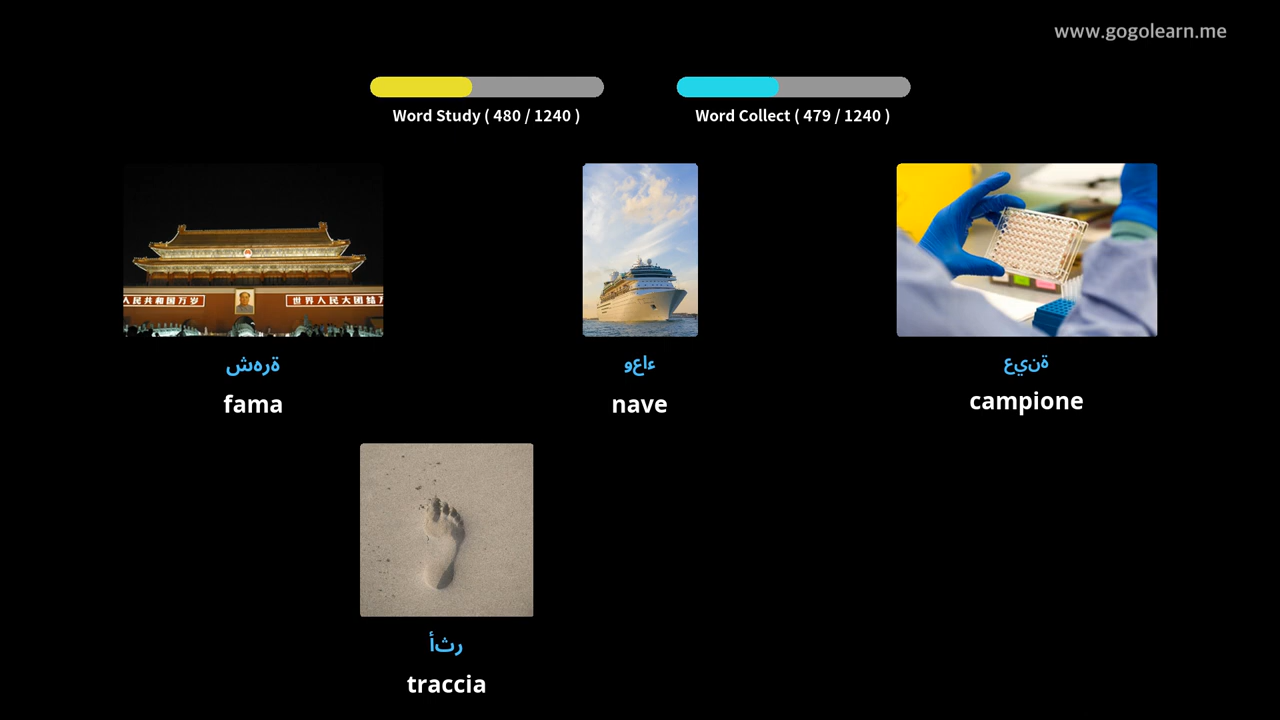 www.gogolearn.me
Word Study ( 480 / 1240 )
Word Collect ( 479 / 1240 )
人民共和国万岁
世界人民大团结
ةرهش
fama
ءاعو
nave
ةنيع
campione
رثأ
traccia